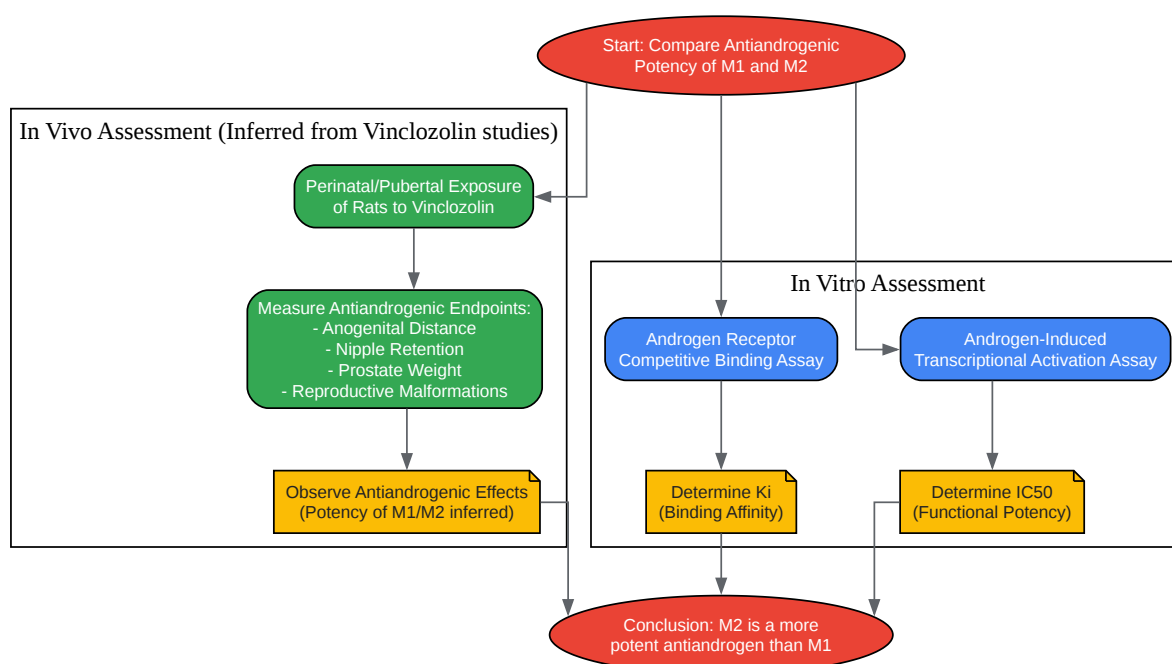 Start: Compare Antiandrogenic
Potency of M1 and M2
In Vivo Assessment (Inferred from Vinclozolin studies)
Perinatal/Pubertal Exposure
of Rats to Vinclozolin
Measure Antiandrogenic Endpoints:
- Anogenital Distance
- Nipple Retention
- Prostate Weight
- Reproductive Malformations
Observe Antiandrogenic Effects
(Potency of M1/M2 inferred)
In Vitro Assessment
Androgen Receptor
Competitive Binding Assay
Androgen-Induced
Transcriptional Activation Assay
Determine Ki
(Binding Affinity)
Determine IC50
(Functional Potency)
Conclusion: M2 is a more
potent antiandrogen than M1